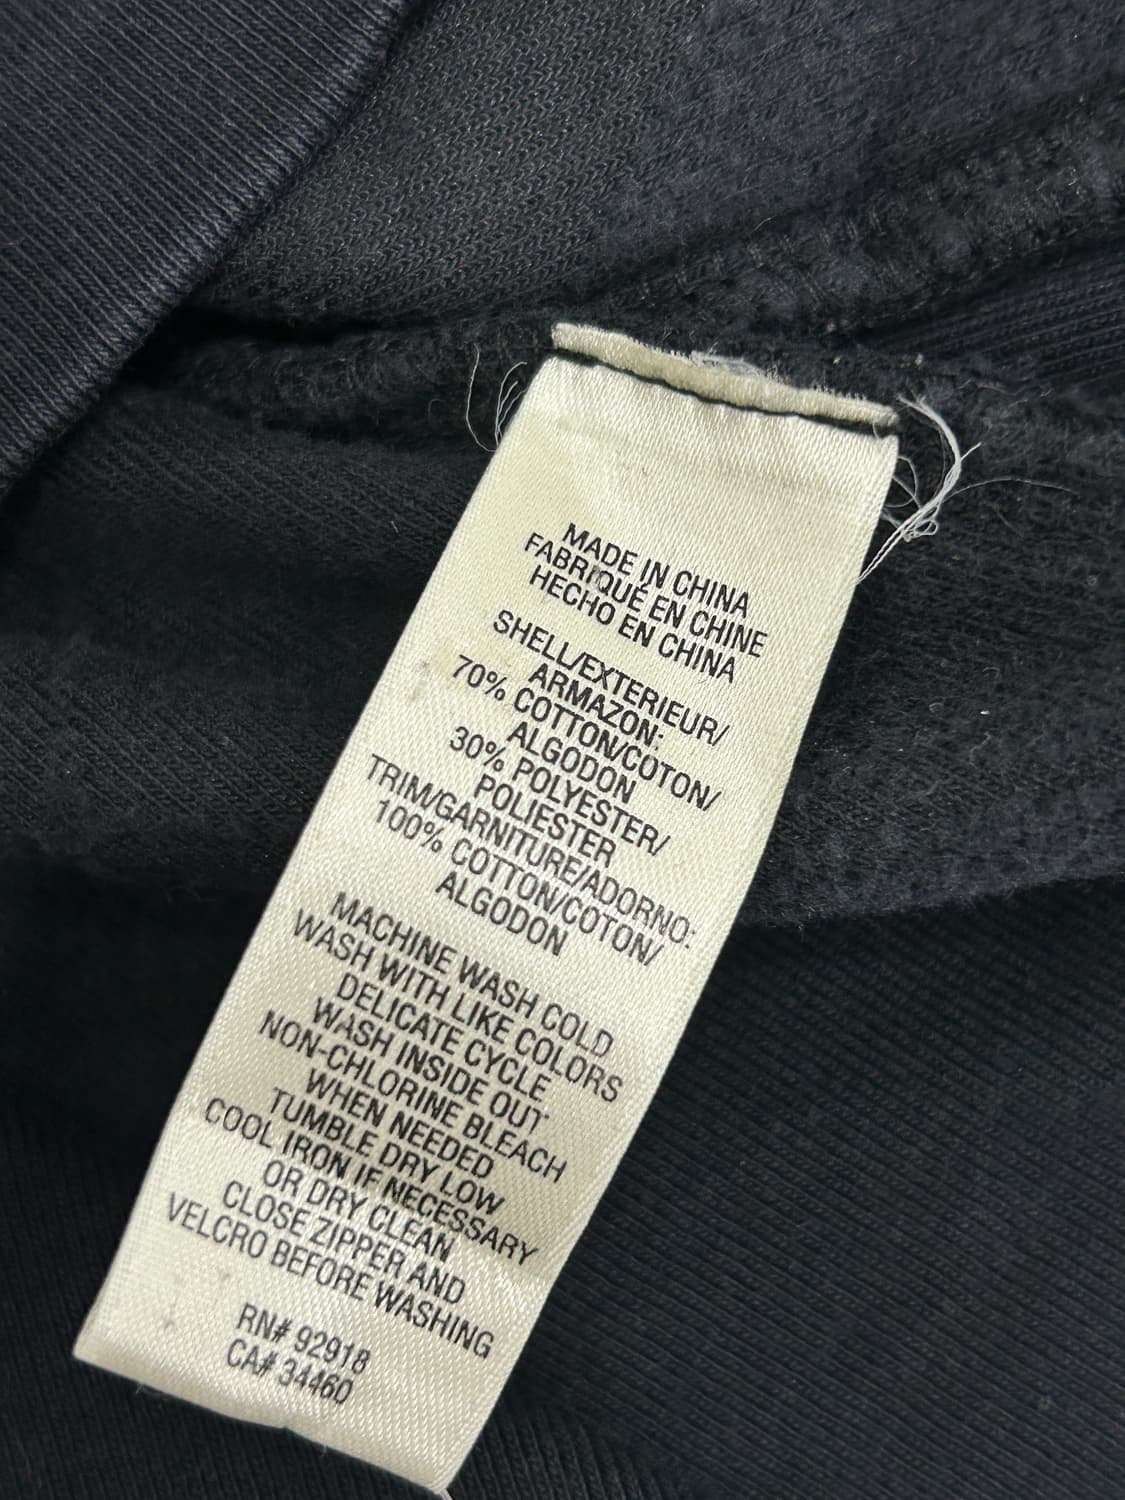 MADE IN CHINA
FABRIQUÉ EN CHINE
HECHO EN CHINA
SHELL/EXTERIEUR/
ARMAZON:
70% COTTON/COTON/
ALGODON
30% POLYESTER/
POLIESTER
TRIM/GARNITURE/ADORNO:
100% COTTON/COTON/
ALGODON
MACHINE WASH COLD
WASH WITH LIKE COLORS
DELICATE CYCLE
WASH INSIDE OUT
NON-CHLORINE BLEACH
WHEN NEEDED
TUMBLE DRY LOW
COOL IRON IF NECESSARY
OR DRY CLEAN
CLOSE ZIPPER AND
VELCRO BEFORE WASHING
RN# 92918
CA# 34460